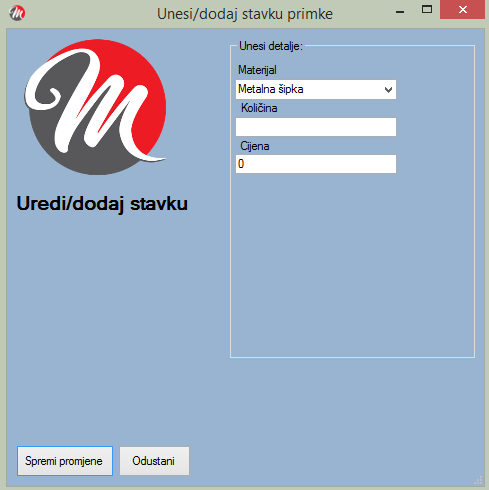 Unesi/dodaj stavku primke
M
Uredi/dodaj stavku
Unesi detalje:
Materijal
Metalna šipka
Količina
Cijena
0
Spremi promjene
Odustani